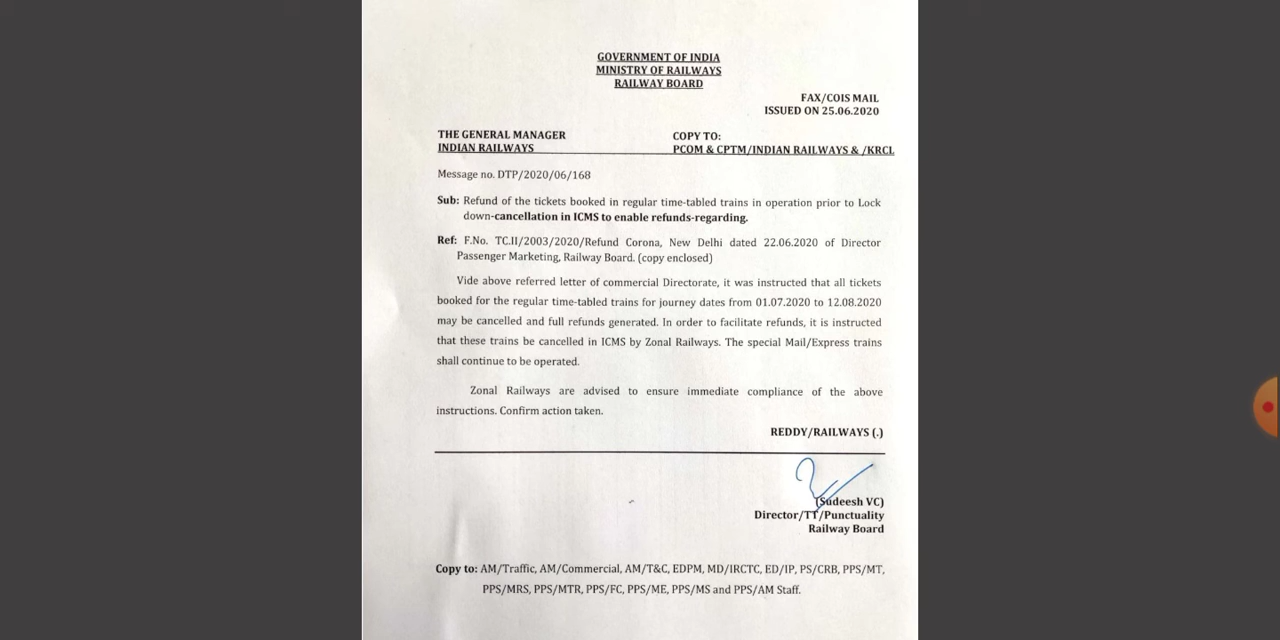 GOVERNMENT OF INDIA
MINISTRY OF RAILWAYS
RAILWAY BOARD
FAX/COIS MAIL
ISSUED ON 25.06.2020
THE GENERAL MANAGER
INDIAN RAILWAYS
COPY TO:
PCOM & CPTM/INDIAN RAILWAYS & /KRCL
Message no. DTP/2020/06/168
Sub: Refund of the tickets booked in regular time-tabled trains in operation prior to Lock
down-cancellation in ICMS to enable refunds-regarding.
Ref: F.No. TC.II/2003/2020/Refund Corona, New Delhi dated 22.06.2020 of Director
Passenger Marketing, Railway Board. (copy enclosed)
Vide above referred letter of commercial Directorate, it was instructed that all tickets
booked for the regular time-tabled trains for journey dates from 01.07.2020 to 12.08.2020
may be cancelled and full refunds generated. In order to facilitate refunds, it is instructed
that these trains be cancelled in ICMS by Zonal Railways. The special Mail/Express trains
shall continue to be operated.
Zonal Railways are advised to ensure immediate compliance of the above
instructions. Confirm action taken.
REDDY/RAILWAYS (.)
(Sudeesh VC)
Director/TT/Punctuality
Railway Board
Copy to: AM/Traffic, AM/Commercial, AM/T&C, EDPM, MD/IRCTC, ED/IP, PS/CRB, PPS/MT,
PPS/MRS, PPS/MTR, PPS/FC, PPS/ME, PPS/MS and PPS/AM Staff.